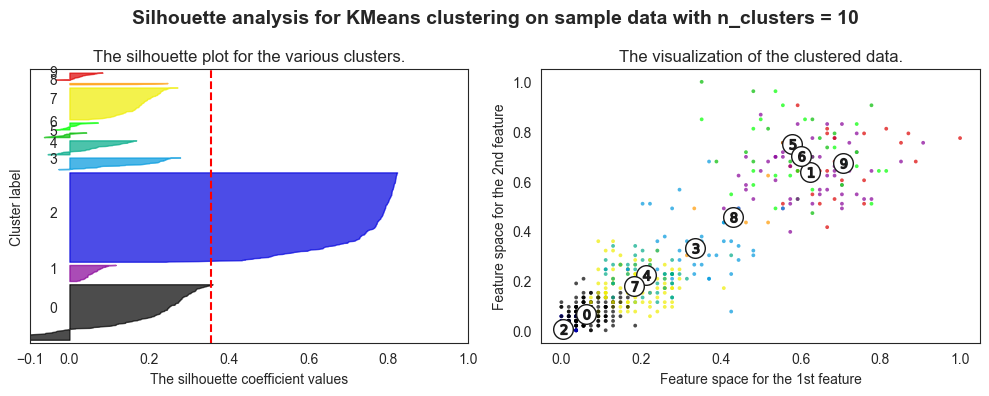 Silhouette analysis for KMeans clustering on sample data with n_clusters = 10
The silhouette plot for the various clusters.
Cluster label
9
8
7
6
5
4
3
2
1
0
−0.1 0.0 0.2 0.4 0.6 0.8 1.0
The silhouette coefficient values
The visualization of the clustered data.
Feature space for the 2nd feature
1.0
0.8
0.6
0.4
0.2
0.0
5
6
1
9
8
3
4
7
0
2
0.0 0.2 0.4 0.6 0.8 1.0
Feature space for the 1st feature